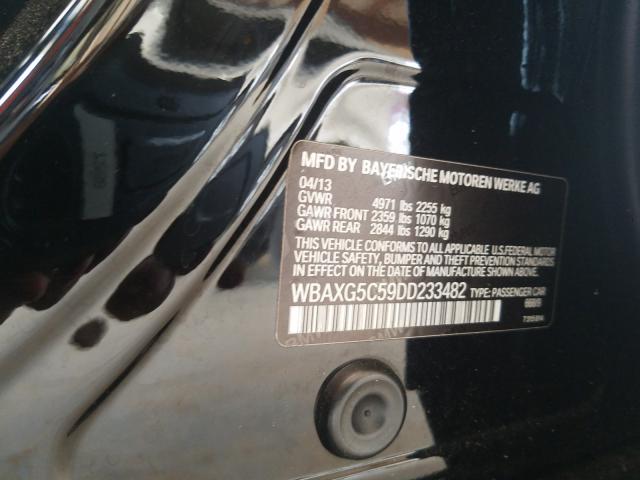 MFD BY BAYERISCHE MOTOREN WERKE AG
04/13
GVWR 4971 lbs 2255 kg
GAWR FRONT 2359 lbs 1070 kg
GAWR REAR 2844 lbs 1290 kg
THIS VEHICLE CONFORMS TO ALL APPLICABLE U.S. FEDERAL MOTOR
VEHICLE SAFETY, BUMPER AND THEFT PREVENTION STANDARDS
IN EFFECT ON THE DATE OF MANUFACTURE SHOWN ABOVE.
WBAXG5C59DD233482 TYPE: PASSENGER CAR